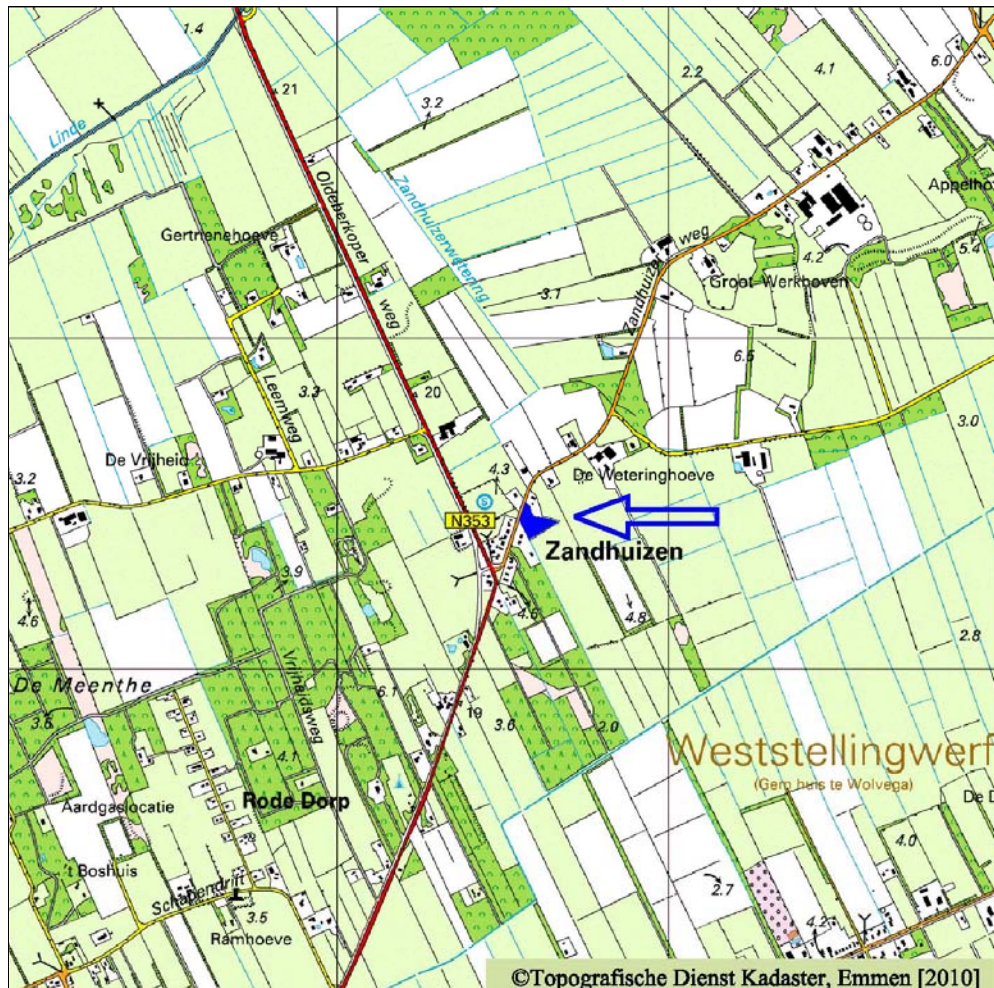 1.4
21
Linde
3.2
2.2
4.1
6.0
Oldeberkoper
weg
Zandhuizerwetering
Appelho
Gertrienehoeve
4.2
5.4
Zandhuizer
weg
Groot-Werkhoven
3.1
6.5
Leemweg
3.3
20
3.0
De Vrijheid
4.3
De Weteringhoeve
3.2
5
N353
Zandhuizen
3.9
4.6
4.6
4.8
2.8
De Meenthe
Vrijheidsweg
6.1
3.8
19
3.6
2.0
4.1
Weststellingwerf
(Gem huis te Wolvega)
Aardgaslocatie
Rode Dorp
De D
't Boshuis
4.0
Schapendrift
2.7
3.5
4.2
Ramhoeve
©Topografische Dienst Kadaster, Emmen [2010]